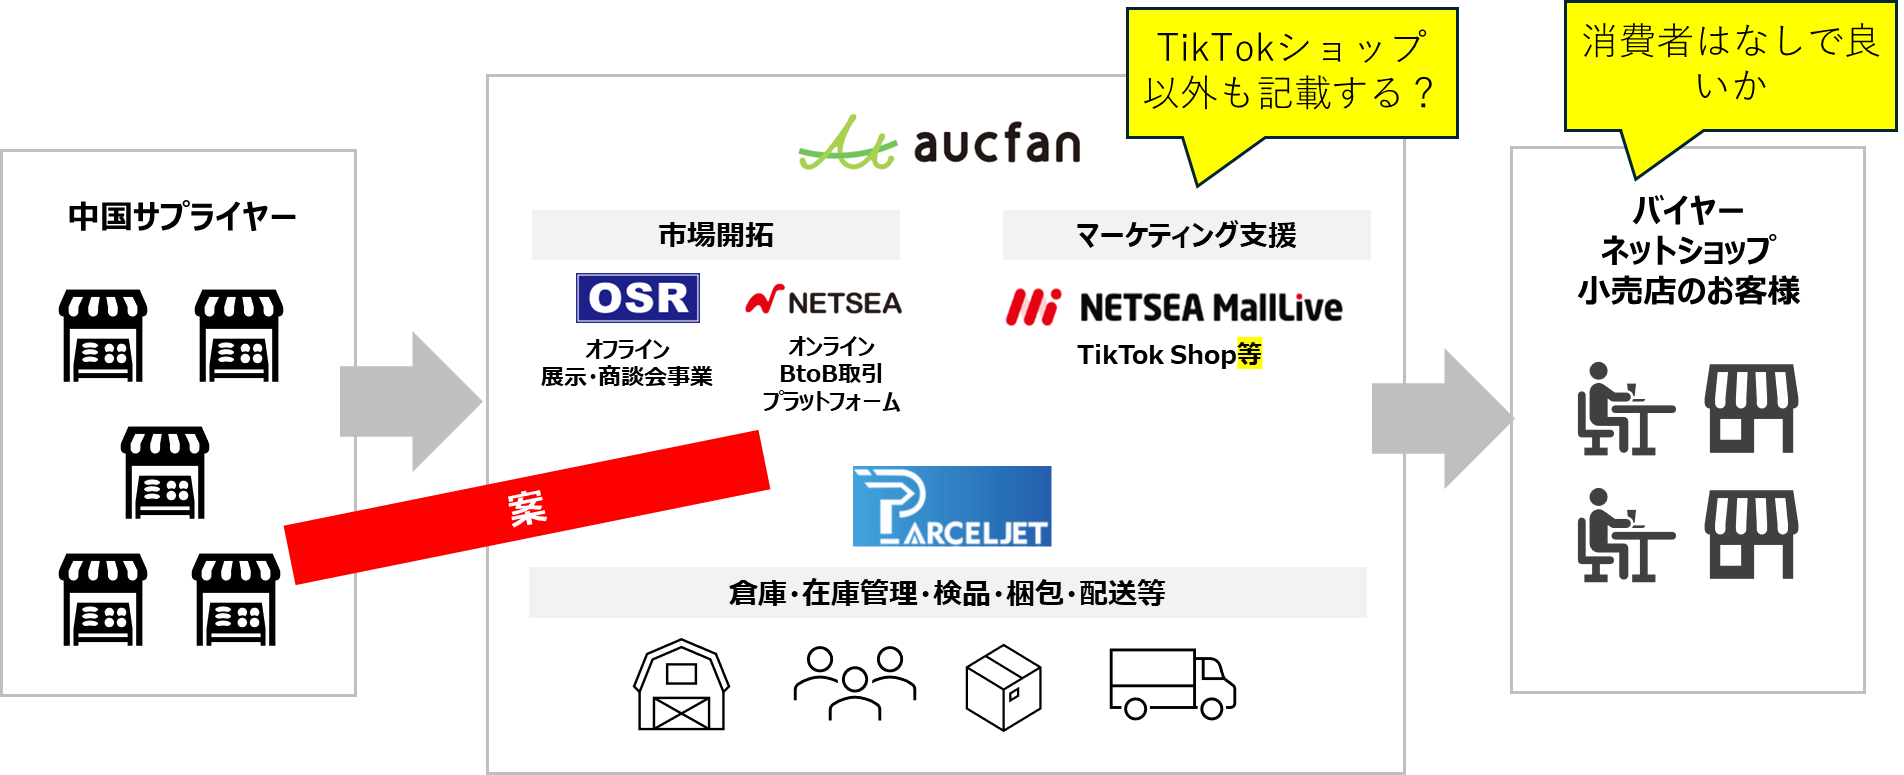 TikTokショップ
以外も記載する？
消費者はなしで良
いか
aucfan
中国サプライヤー
市場開拓
マーケティング支援
バイヤー
ネットショップ
小売店のお客様
OSR
NETSEA
NETSEA MallLive
オフライン
展示・商談会事業
オンライン
BtoB取引
プラットフォーム
TikTok Shop等
案
PARCELJET
倉庫・在庫管理・検品・梱包・配送等